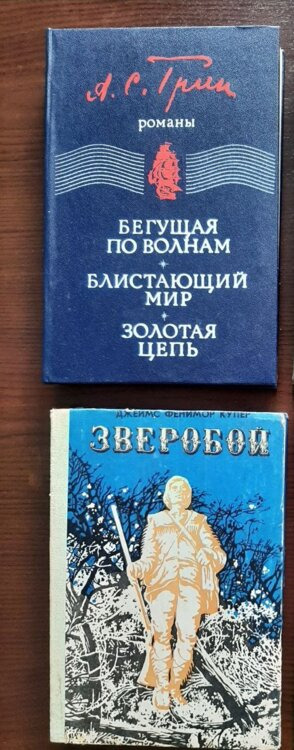 А. С. Грин
романы
БЕГУЩАЯ
ПО ВОЛНАМ
БЛИСТАЮЩИЙ
МИР
ЗОЛОТАЯ
ЦЕПЬ
ДЖЕЙМС ФЕНИМОР КУПЕР
ЗВЕРОБОЙ